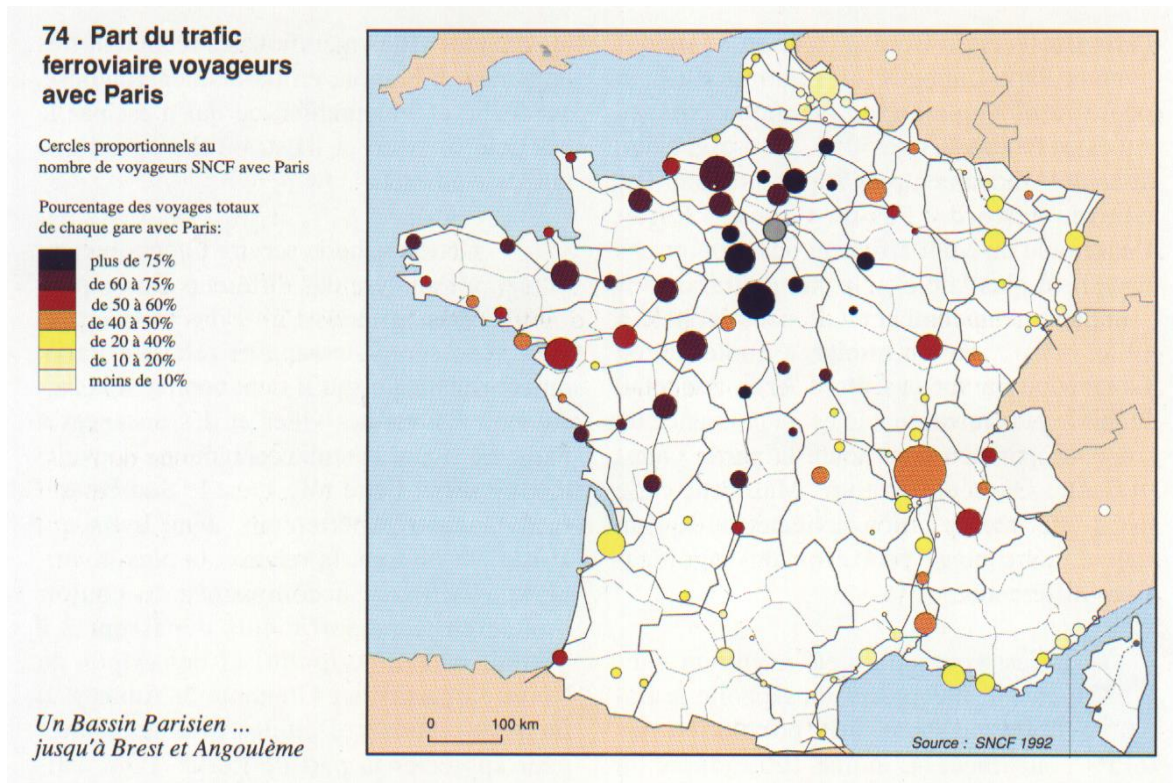 74. Part du trafic
ferroviaire voyageurs
avec Paris
Cercles proportionnels au
nombre de voyageurs SNCF avec Paris
Pourcentage des voyages totaux
de chaque gare avec Paris:
plus de 75%
de 60 à 75%
de 50 à 60%
de 40 à 50%
de 20 à 40%
de 10 à 20%
moins de 10%
Un Bassin Parisien ...
jusqu'à Brest et Angoulème
0 100 km
Source : SNCF 1992